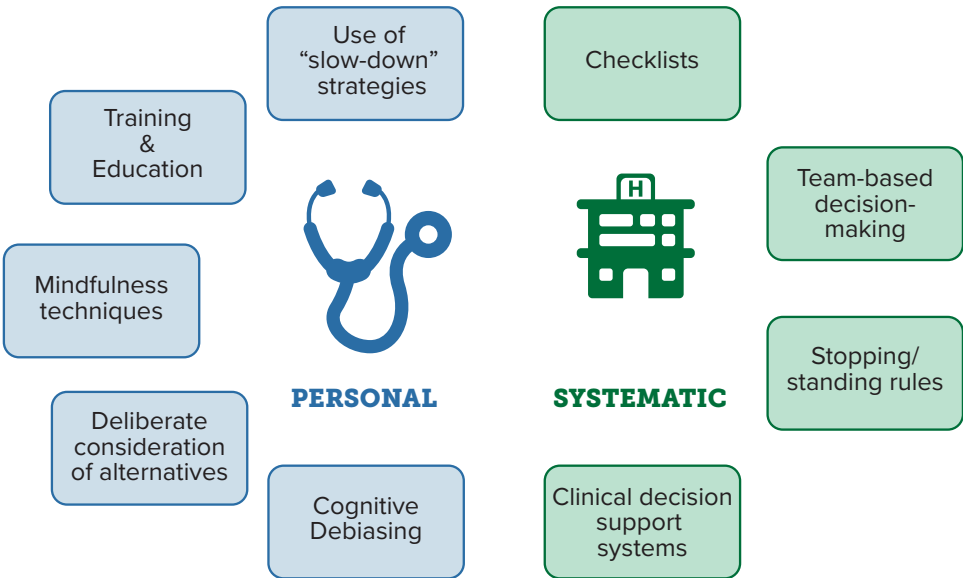 Use of
“slow-down”
strategies
Training
&
Education
Mindfulness
techniques
Deliberate
consideration
of alternatives
Cognitive
Debiasing
PERSONAL
Checklists
H
Team-based
decision-
making
Stopping/
standing rules
Clinical decision
support
systems
SYSTEMATIC